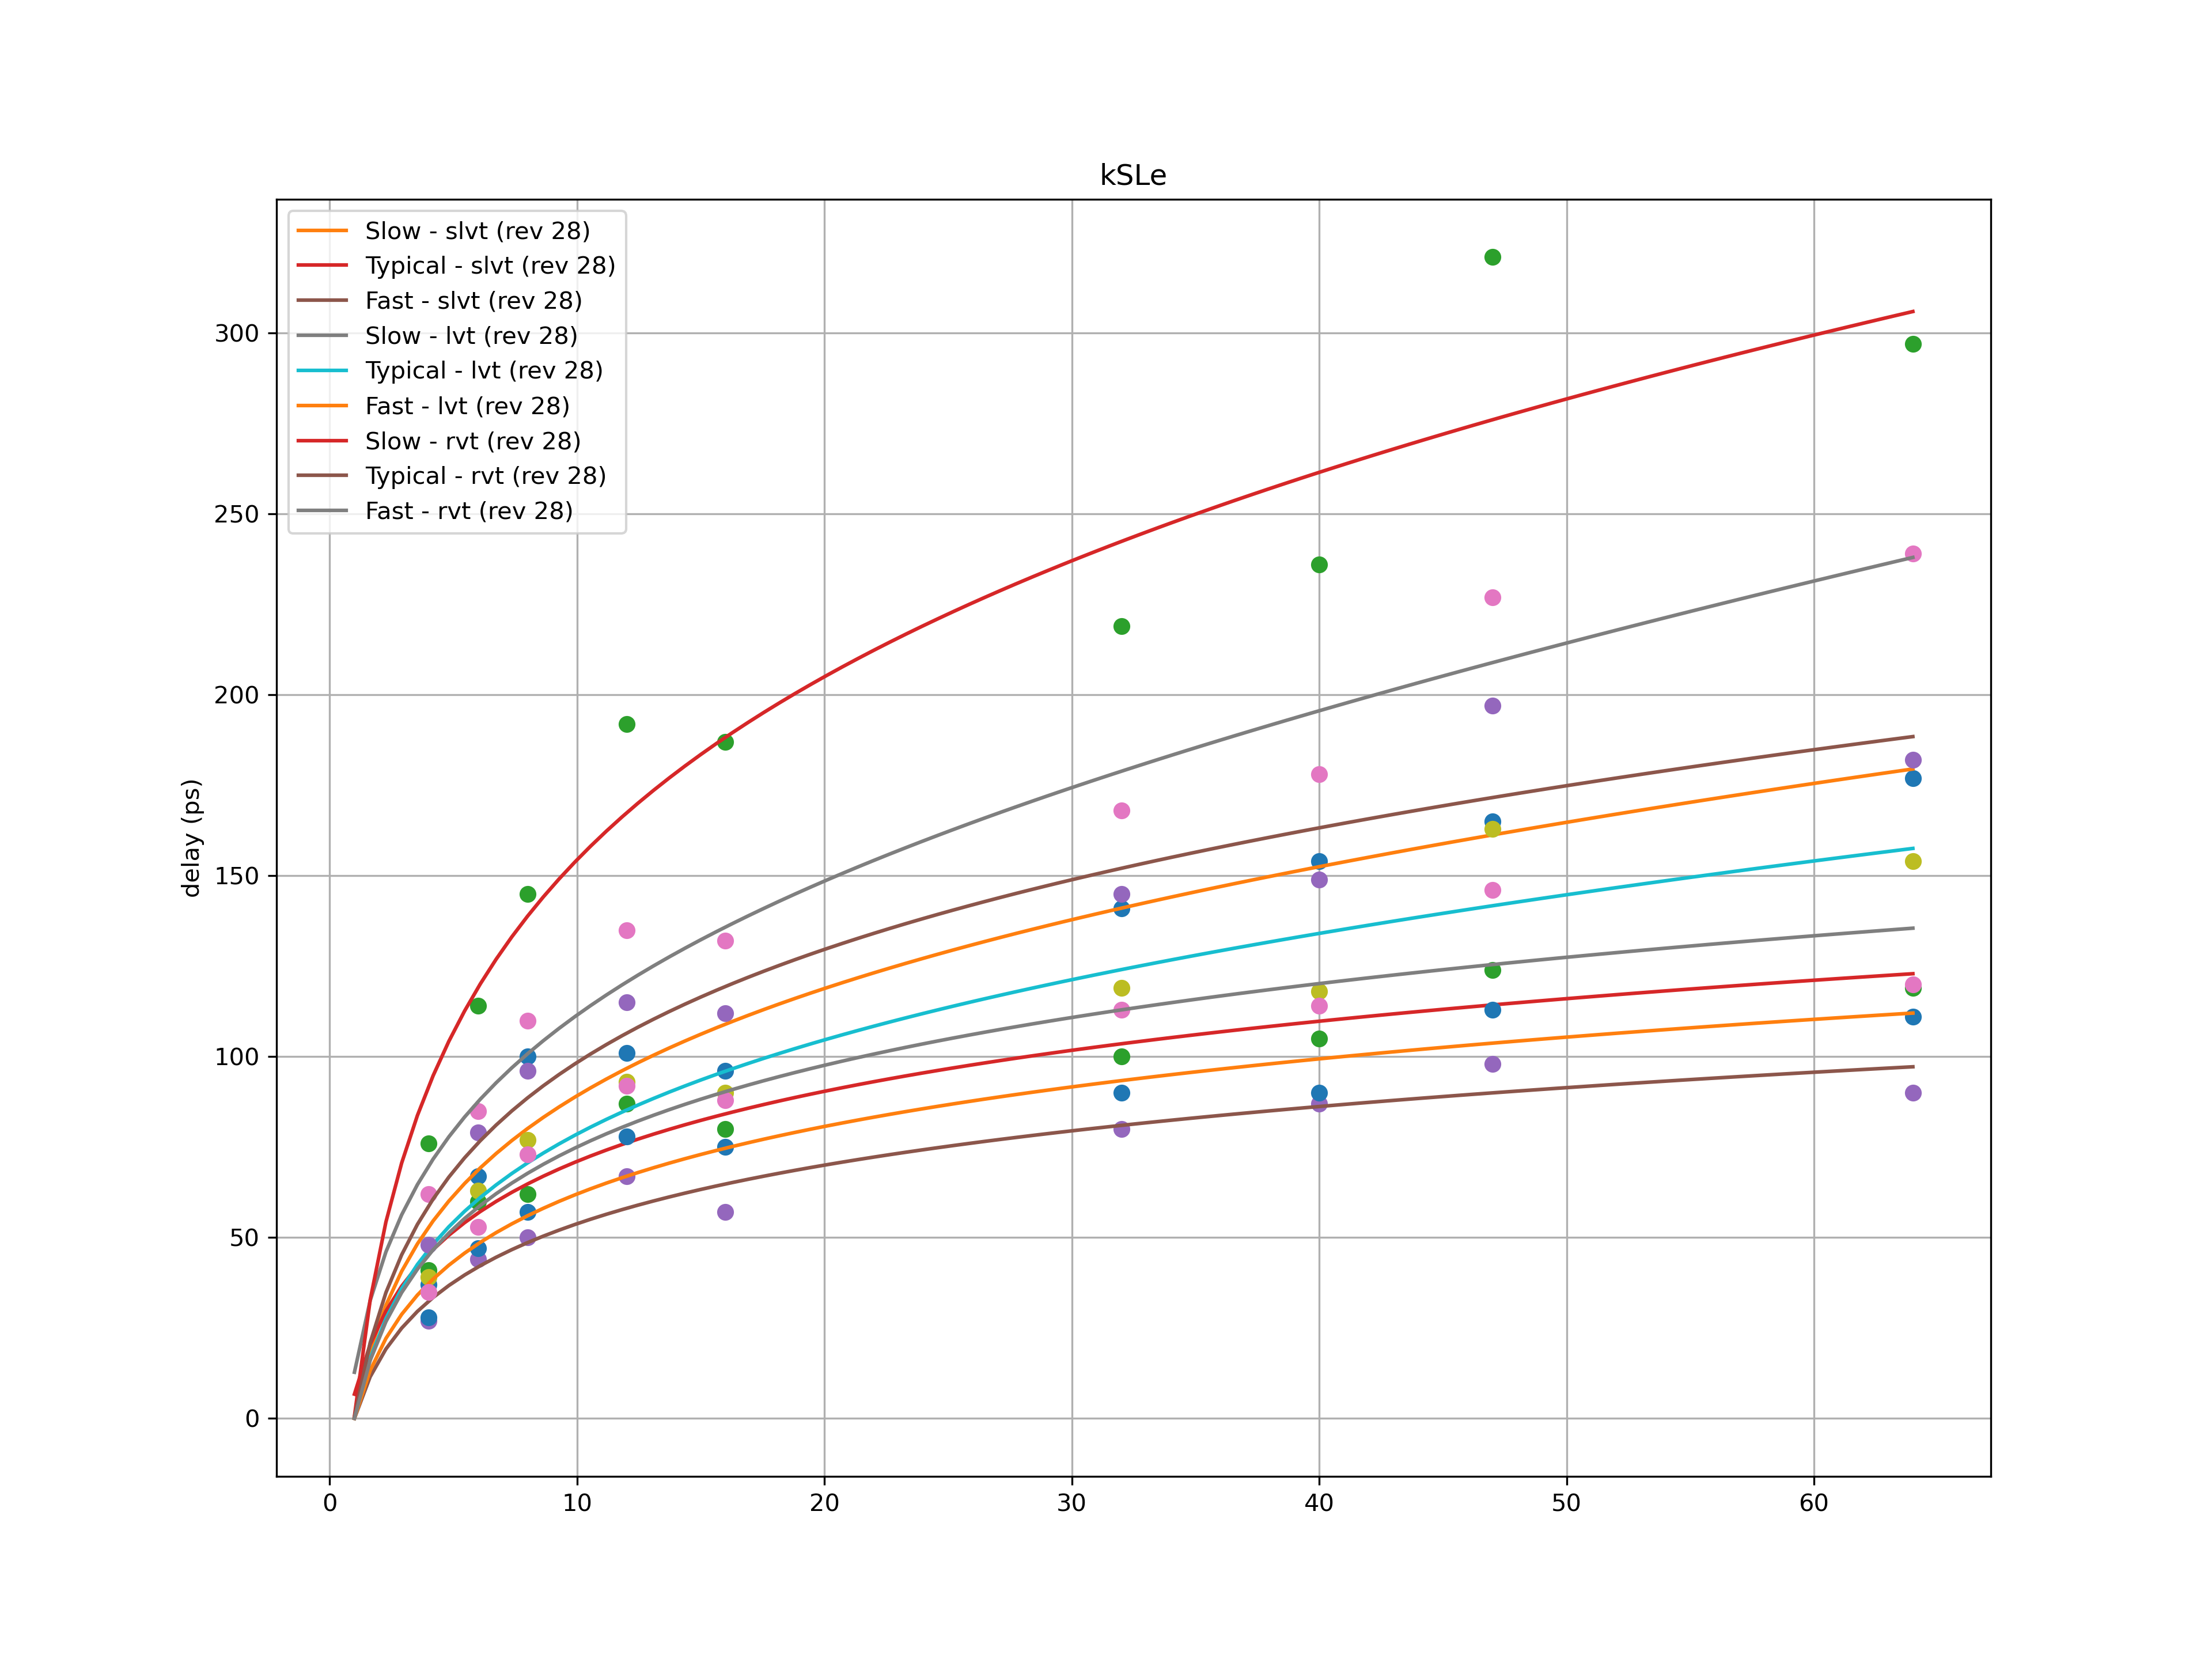 kSLe
Slow - slvt (rev 28)
Typical - slvt (rev 28)
Fast - slvt (rev 28)
Slow - lvt (rev 28)
Typical - lvt (rev 28)
Fast - lvt (rev 28)
Slow - rvt (rev 28)
Typical - rvt (rev 28)
Fast - rvt (rev 28)
delay (ps)
300
250
200
150
100
50
0
0 10 20 30 40 50 60